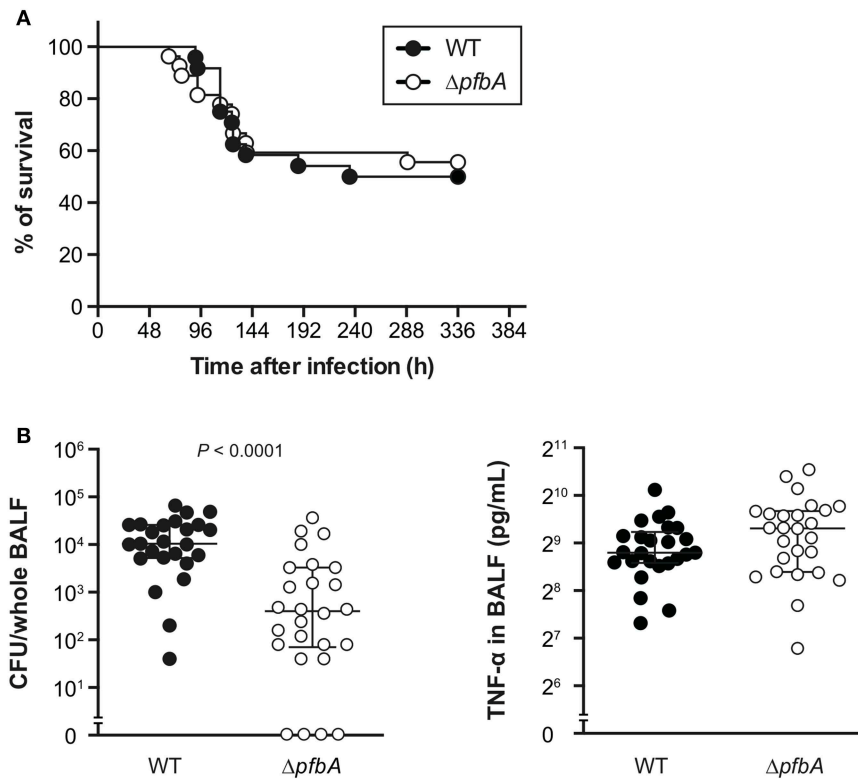 A
% of survival
100
80
60
40
20
0
0 48 96 144 192 240 288 336 384
Time after infection (h)
WT
ΔpfbA
B
CFU/whole BALF
10⁶
10⁵
10⁴
10³
10²
10¹
0
P < 0.0001
WT ΔpfbA
TNF-α in BALF (pg/mL)
2¹¹
2¹⁰
2⁹
2⁸
2⁷
2⁶
0
WT ΔpfbA